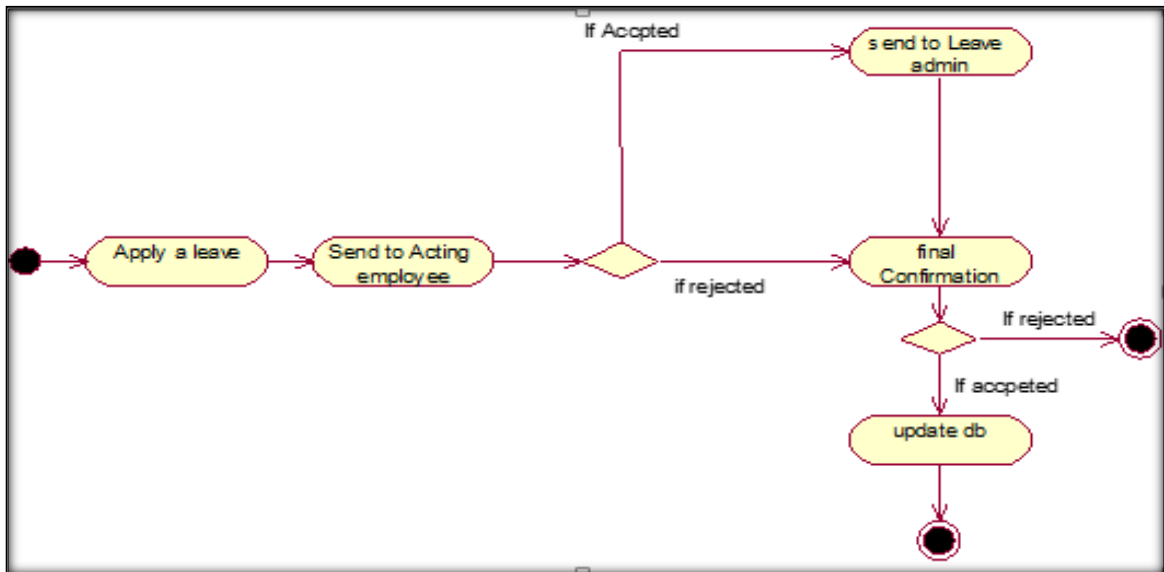 If Accpted
send to Leave
admin
Apply a leave
Send to Acting
employee
final
Confirmation
if rejected
If rejected
If accpeted
update db